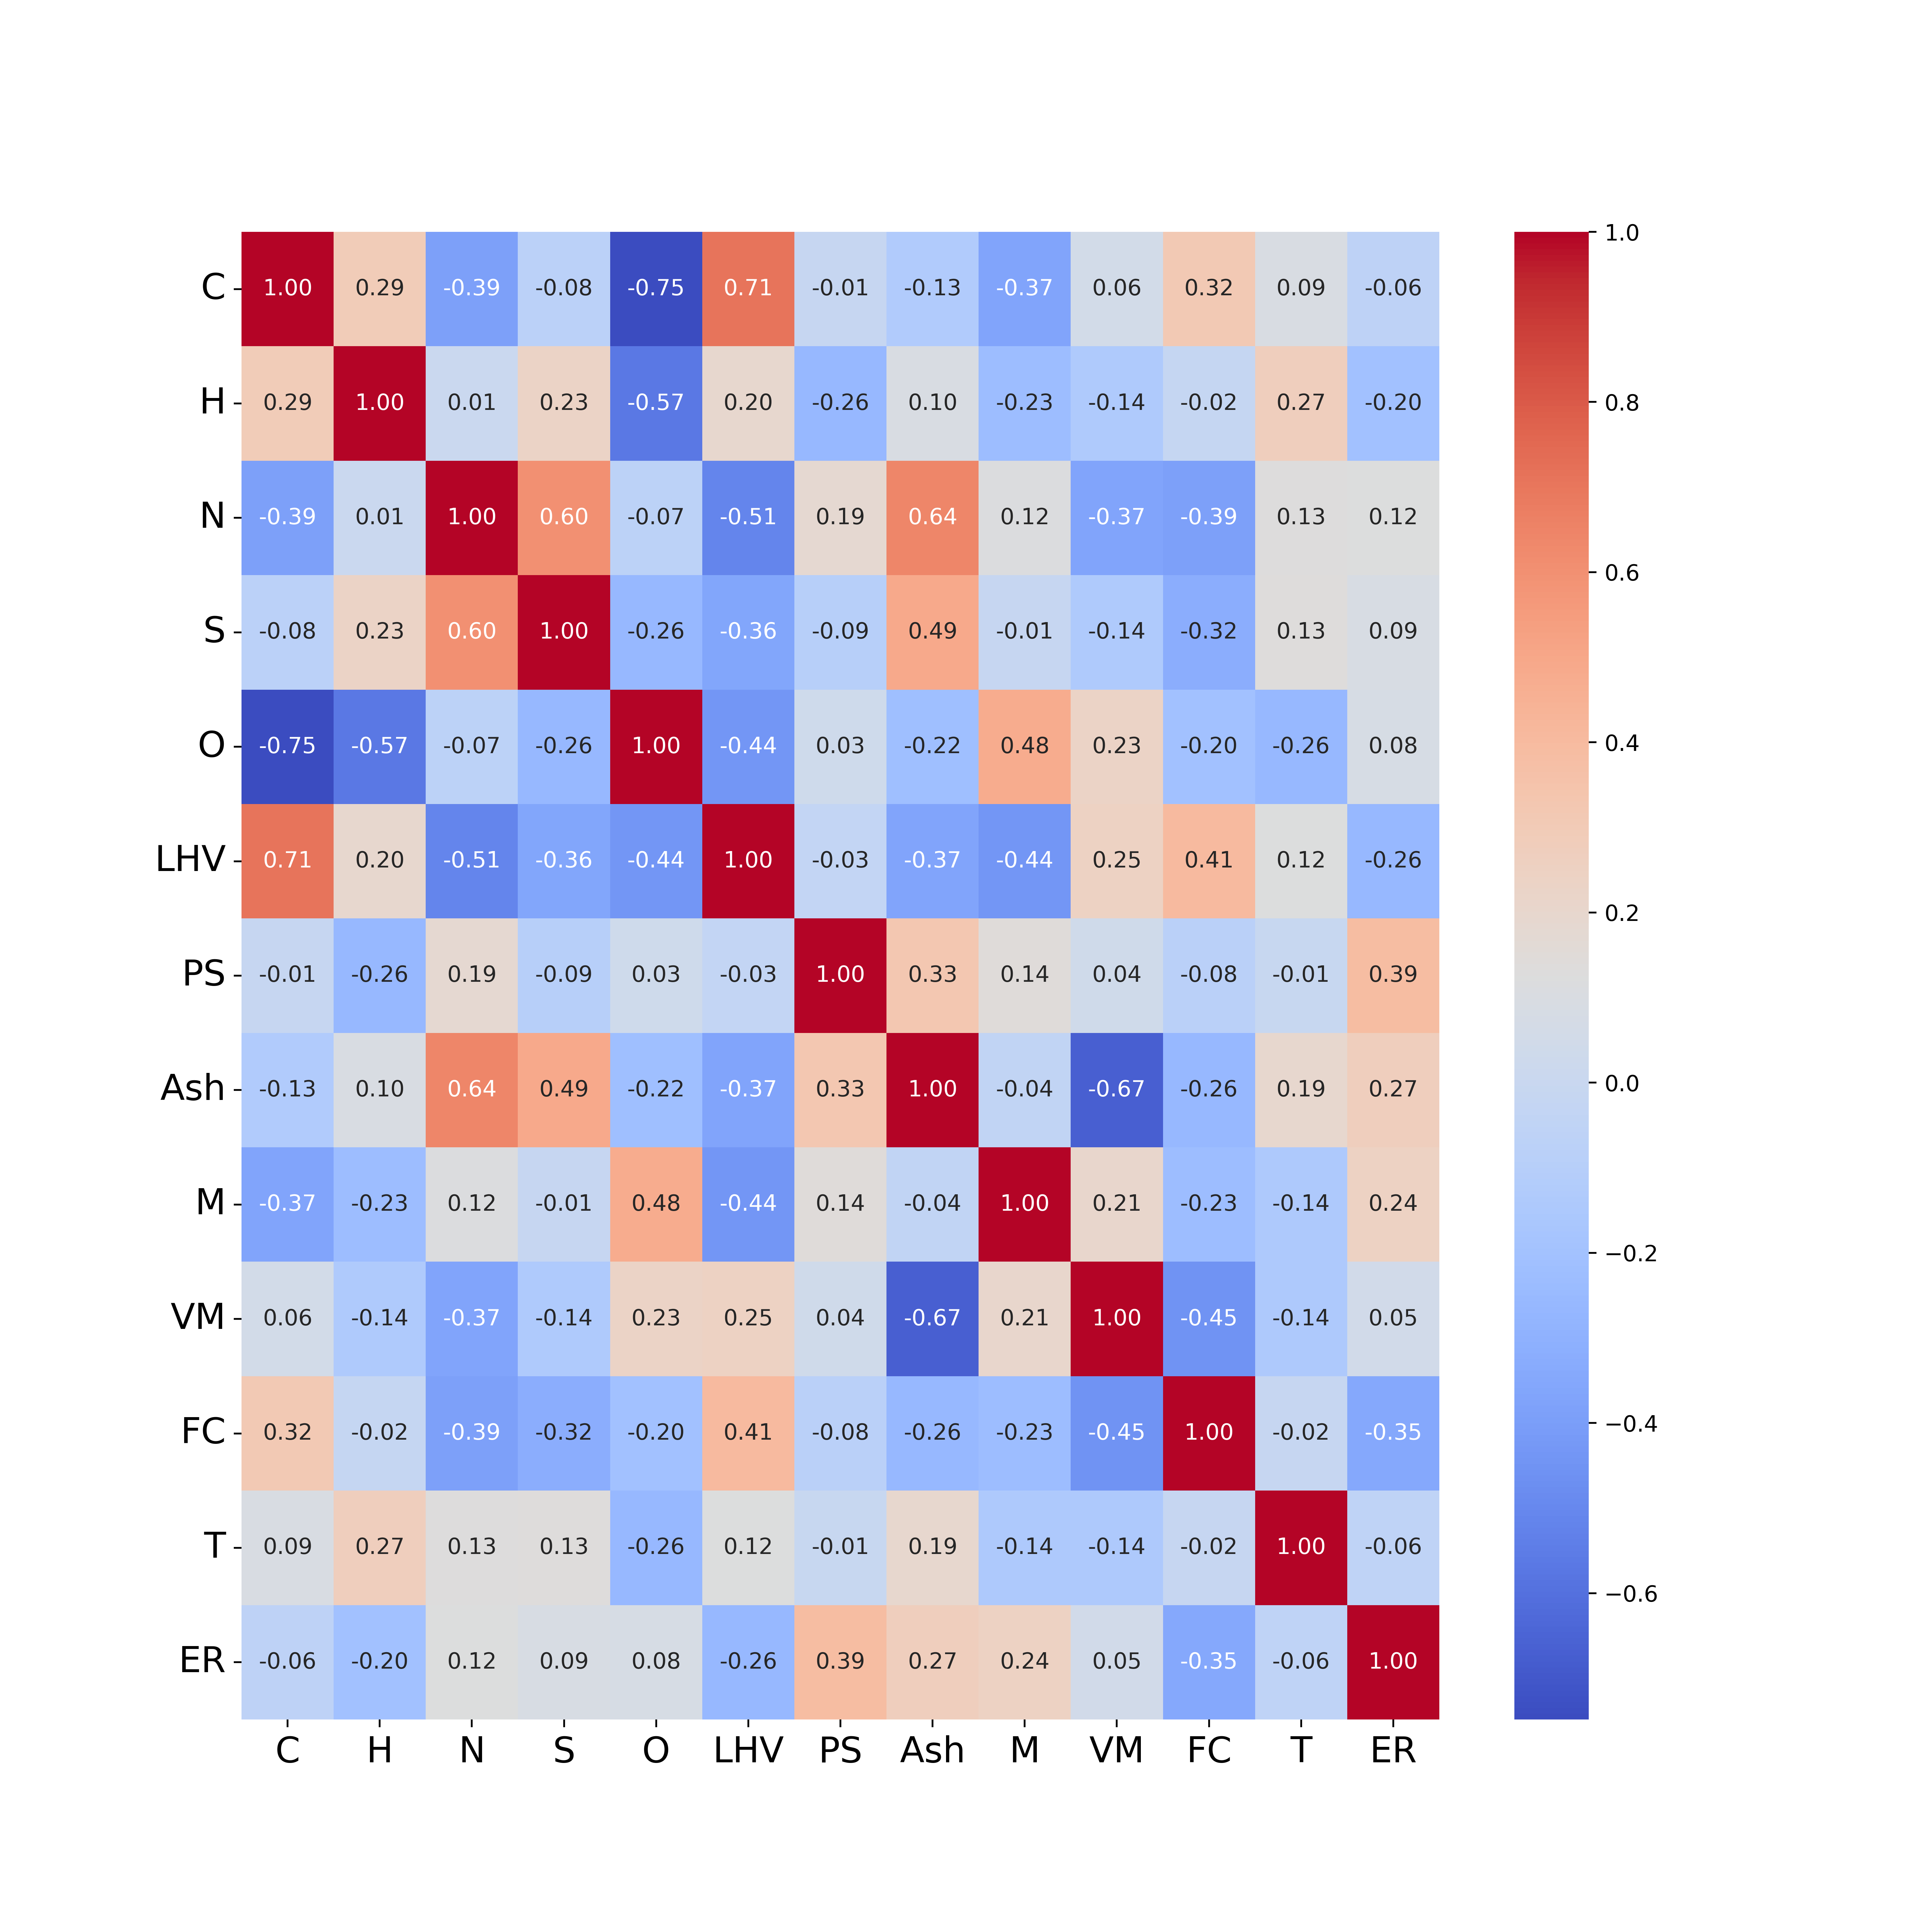 C 1.00 0.29 -0.39 -0.08 -0.75 0.71 -0.01 -0.13 -0.37 0.06 0.32 0.09 -0.06
H 0.29 1.00 0.01 0.23 -0.57 0.20 -0.26 0.10 -0.23 -0.14 -0.02 0.27 -0.20
N -0.39 0.01 1.00 0.60 -0.07 -0.51 0.19 0.64 0.12 -0.37 -0.39 0.13 0.12
S -0.08 0.23 0.60 1.00 -0.26 -0.36 -0.09 0.49 -0.01 -0.14 -0.32 0.13 0.09
O -0.75 -0.57 -0.07 -0.26 1.00 -0.44 0.03 -0.22 0.48 0.23 -0.20 -0.26 0.08
LHV 0.71 0.20 -0.51 -0.36 -0.44 1.00 -0.03 -0.37 -0.44 0.25 0.41 0.12 -0.26
PS -0.01 -0.26 0.19 -0.09 0.03 -0.03 1.00 0.33 0.14 0.04 -0.08 -0.01 0.39
Ash -0.13 0.10 0.64 0.49 -0.22 -0.37 0.33 1.00 -0.04 -0.67 -0.26 0.19 0.27
M -0.37 -0.23 0.12 -0.01 0.48 -0.44 0.14 -0.04 1.00 0.21 -0.23 -0.14 0.24
VM 0.06 -0.14 -0.37 -0.14 0.23 0.25 0.04 -0.67 0.21 1.00 -0.45 -0.14 0.05
FC 0.32 -0.02 -0.39 -0.32 -0.20 0.41 -0.08 -0.26 -0.23 -0.45 1.00 -0.02 -0.35
T 0.09 0.27 0.13 0.13 -0.26 0.12 -0.01 0.19 -0.14 -0.14 -0.02 1.00 -0.06
ER -0.06 -0.20 0.12 0.09 0.08 -0.26 0.39 0.27 0.24 0.05 -0.35 -0.06 1.00
C H N S O LHV PS Ash M VM FC T ER
1.0
0.8
0.6
0.4
0.2
0.0
−0.2
−0.4
−0.6